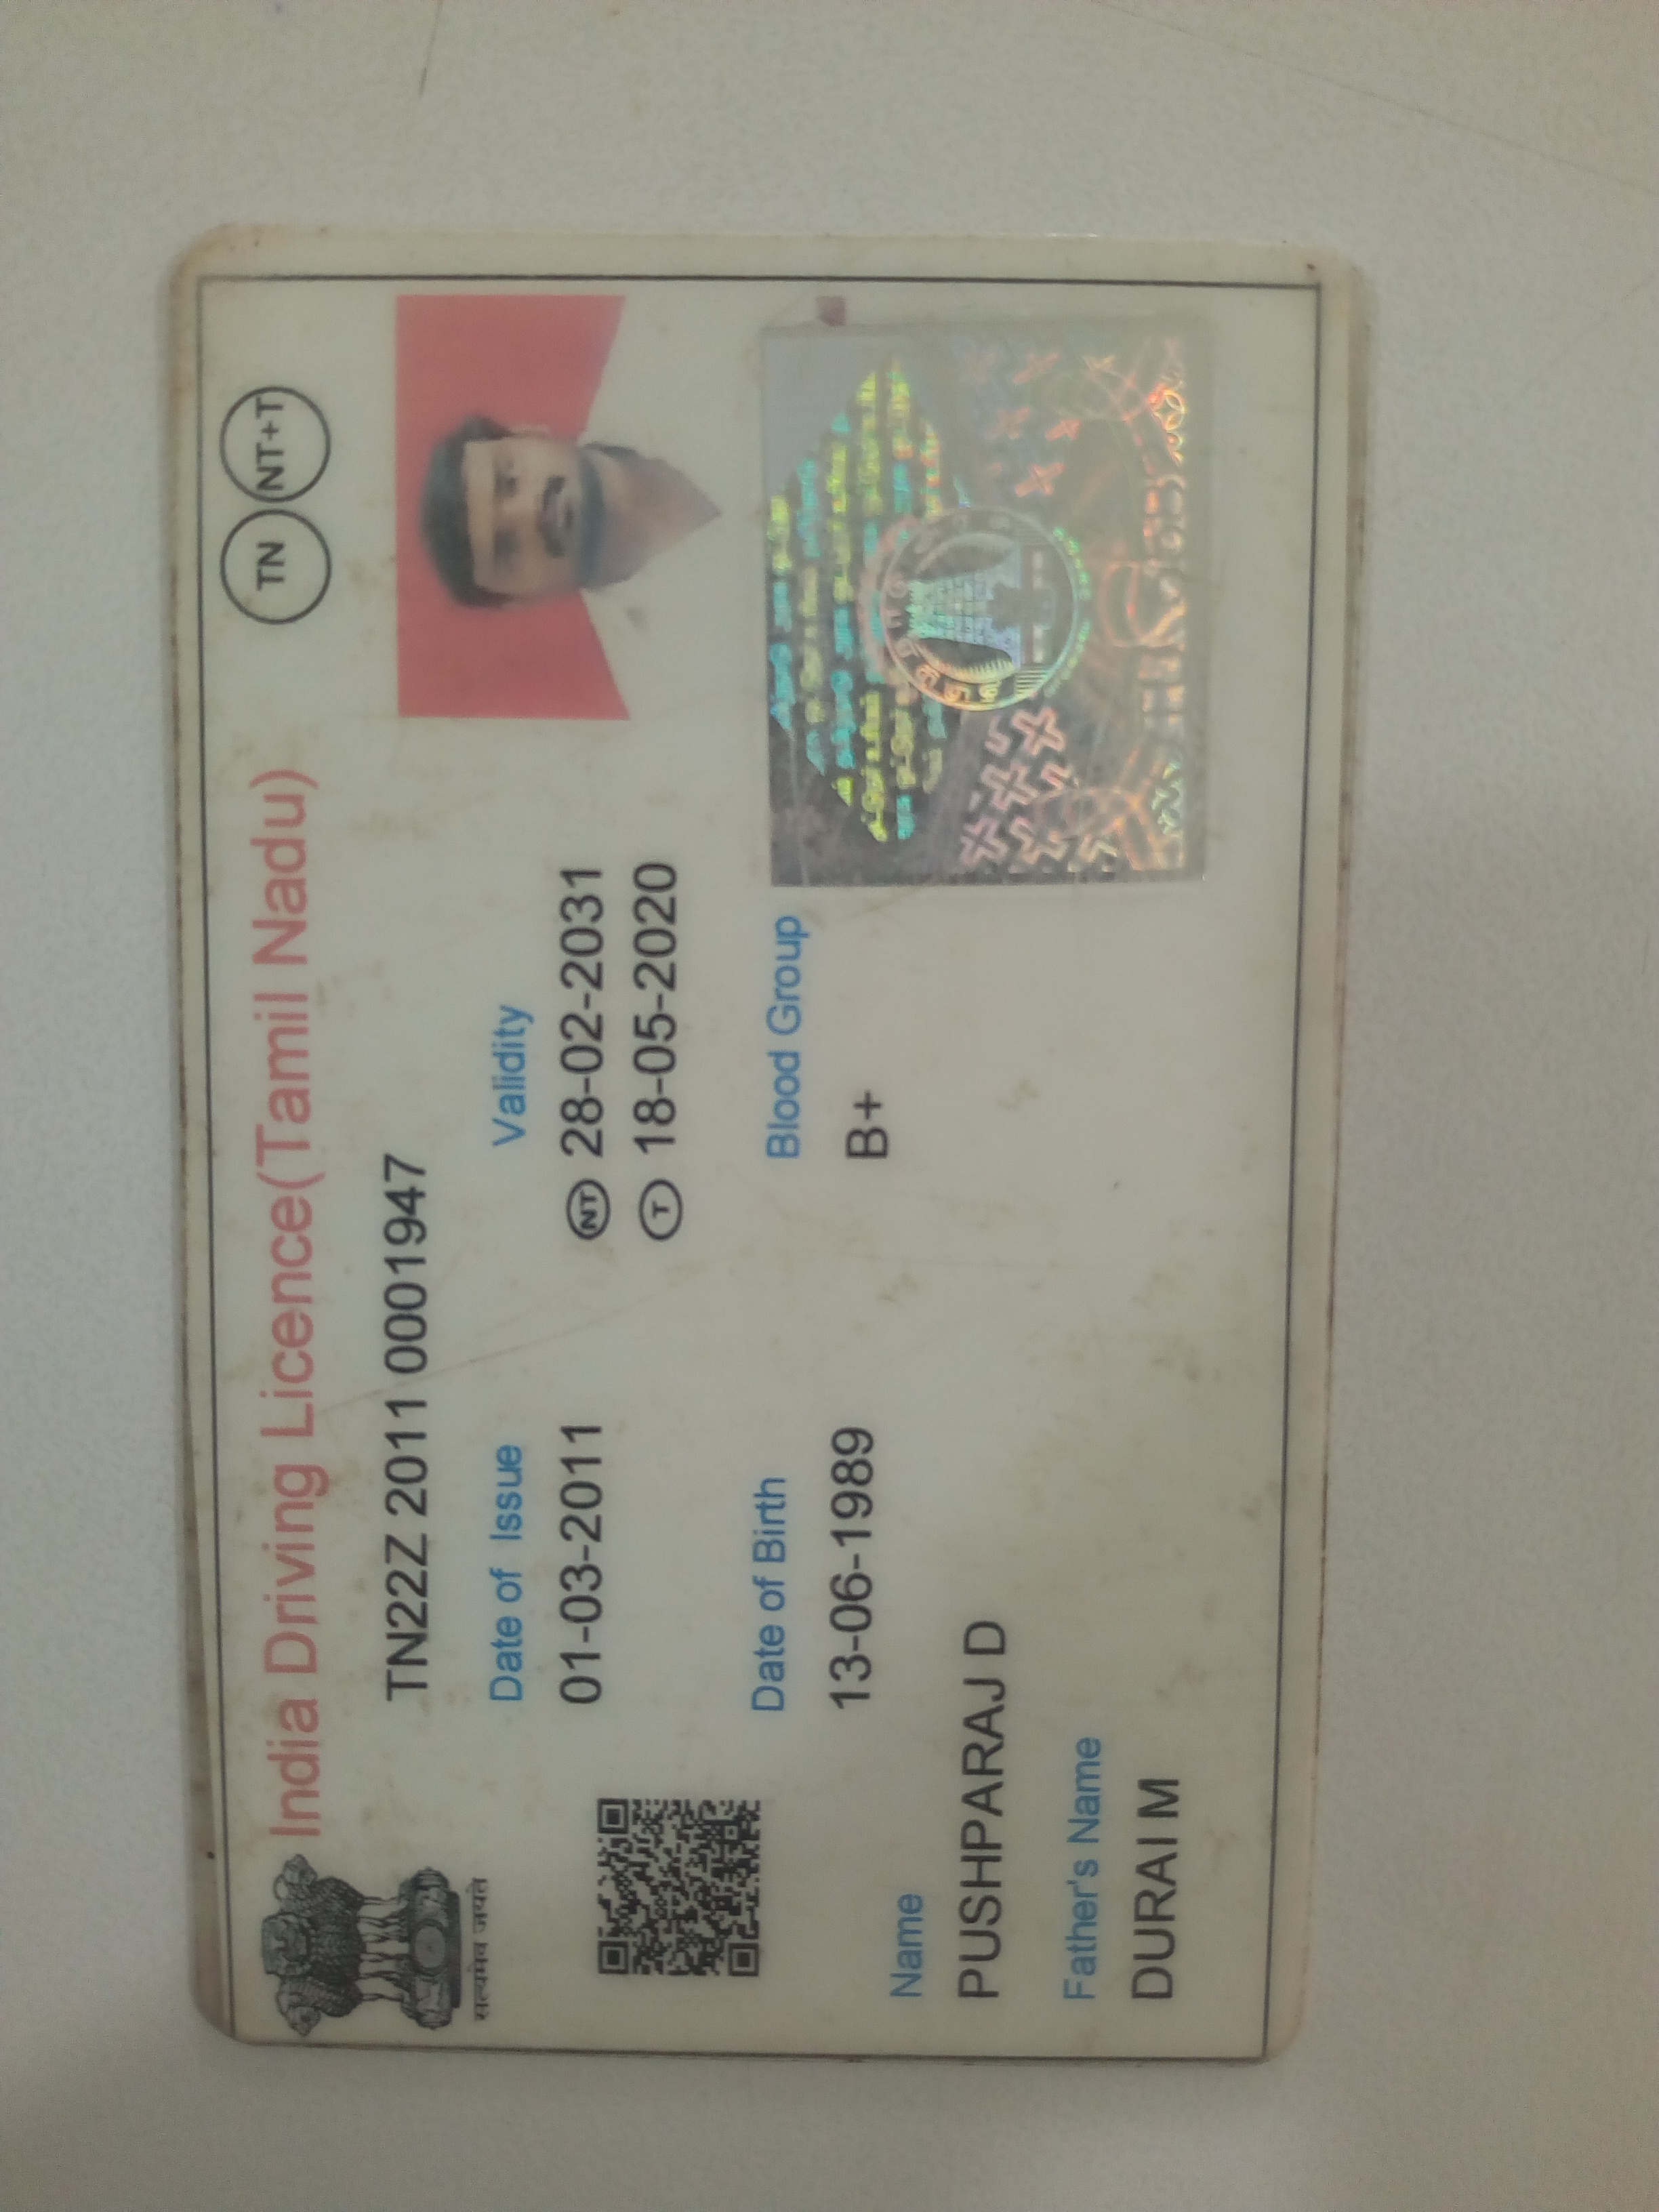 India Driving Licence(Tamil Nadu)
TN
NT+T
सत्यमेव जयते
TN22Z 2011 0001947
Date of Issue
Validity
01-03-2011
NT 28-02-2031
T 18-05-2020
Date of Birth
Blood Group
13-06-1989
B+
Name
PUSHPARAJ D
Father's Name
DURAI M